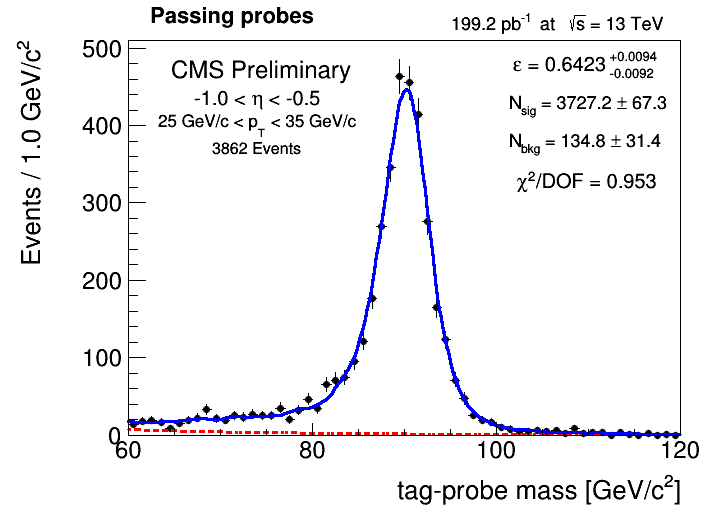 Passing probes
199.2 pb⁻¹ at √s = 13 TeV
CMS Preliminary
-1.0 < η < -0.5
25 GeV/c < p_T < 35 GeV/c
3862 Events
ε = 0.6423 +0.0094 -0.0092
N_sig = 3727.2 ± 67.3
N_bkg = 134.8 ± 31.4
χ²/DOF = 0.953
Events / 1.0 GeV/c²
500
400
300
200
100
0
60 80 100 120
tag-probe mass [GeV/c²]